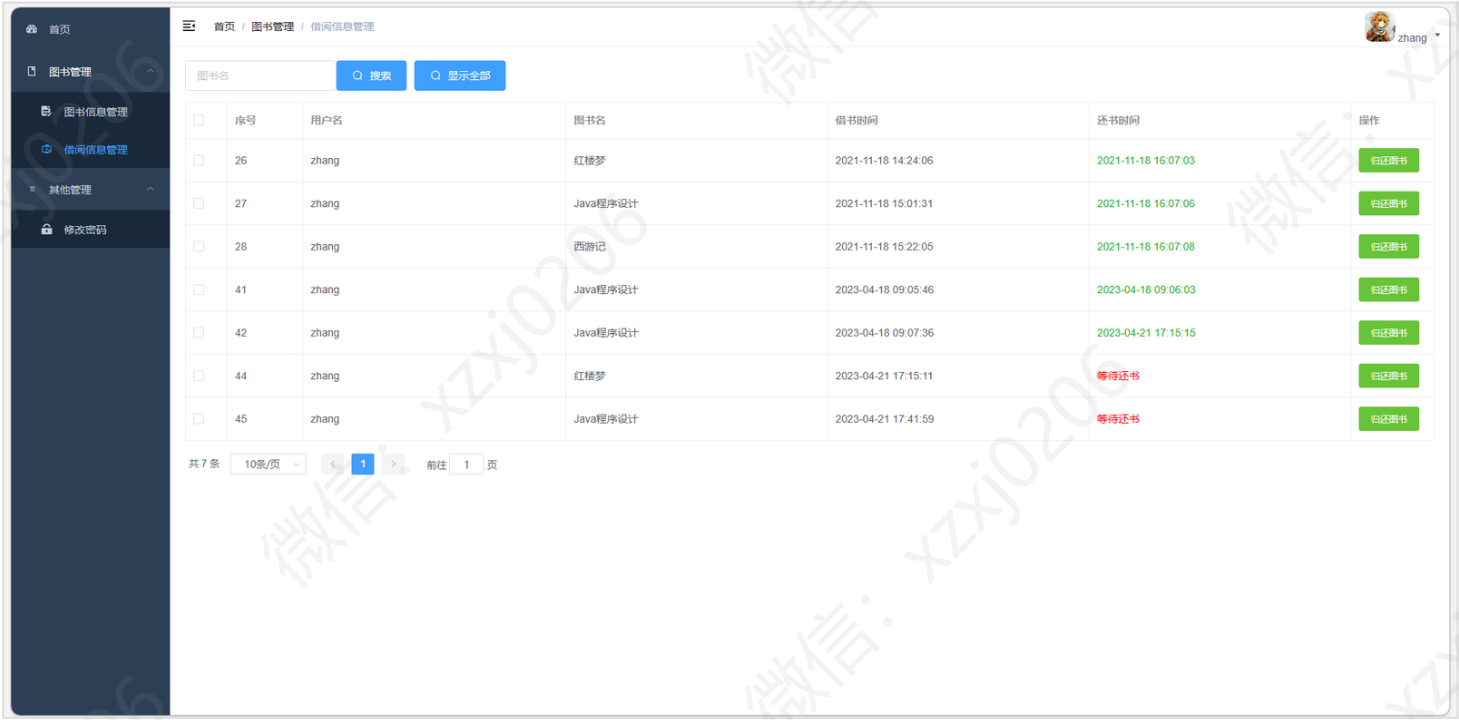 首页
首页 / 图书管理 / 借阅信息管理
zhang
图书管理
图书信息管理
借阅信息管理
其他管理
修改密码
图书名 搜索 显示全部
序号 用户名 图书名 借书时间 还书时间 操作
26 zhang 红楼梦 2021-11-18 14:24:06 2021-11-18 16:07:03 归还图书
27 zhang Java程序设计 2021-11-18 15:01:31 2021-11-18 16:07:06 归还图书
28 zhang 西游记 2021-11-18 15:22:05 2021-11-18 16:07:08 归还图书
41 zhang Java程序设计 2023-04-18 09:05:46 2023-04-18 09:06:03 归还图书
42 zhang Java程序设计 2023-04-18 09:07:36 2023-04-21 17:15:15 归还图书
44 zhang 红楼梦 2023-04-21 17:15:11 等待还书 归还图书
45 zhang Java程序设计 2023-04-21 17:41:59 等待还书 归还图书
共 7 条 10条/页 1 前往 1 页
微信：xzxj0206
微信：xzxj0206